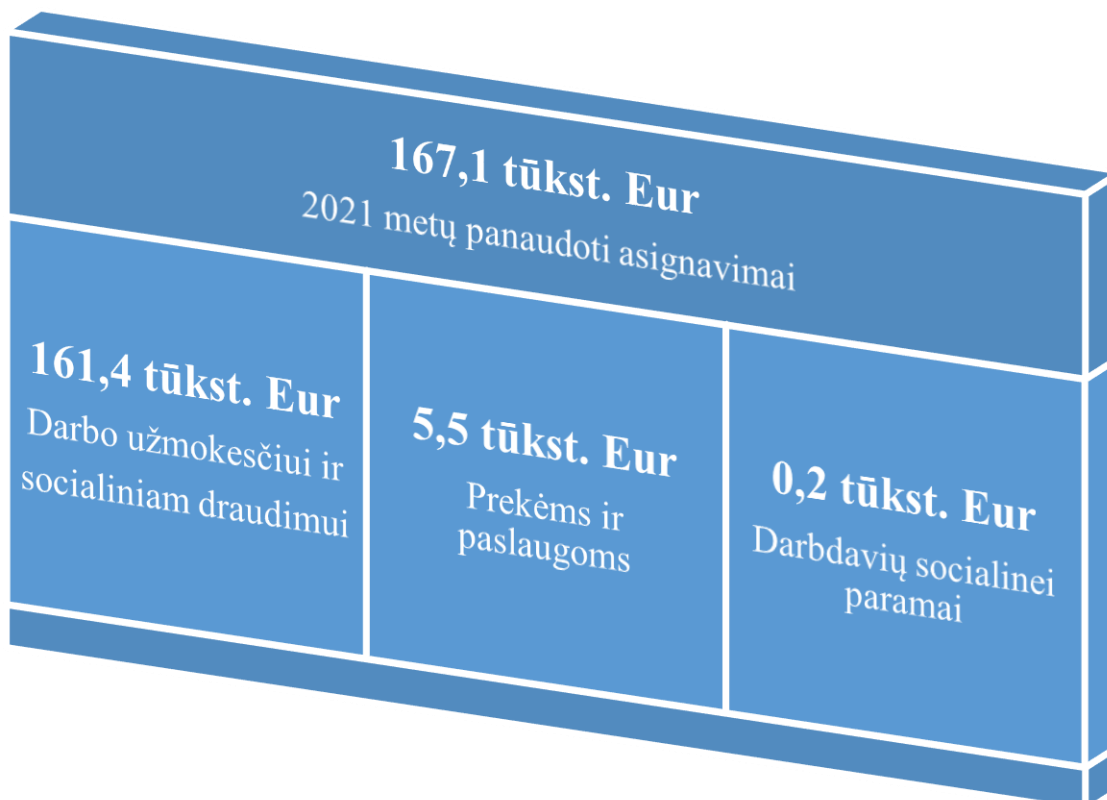 167,1 tūkst. Eur
2021 metų panaudoti asignavimai
161,4 tūkst. Eur
Darbo užmokesčiui ir
socialiniam draudimui
5,5 tūkst. Eur
Prekėms ir
paslaugoms
0,2 tūkst. Eur
Darbdavių socialinei
paramai